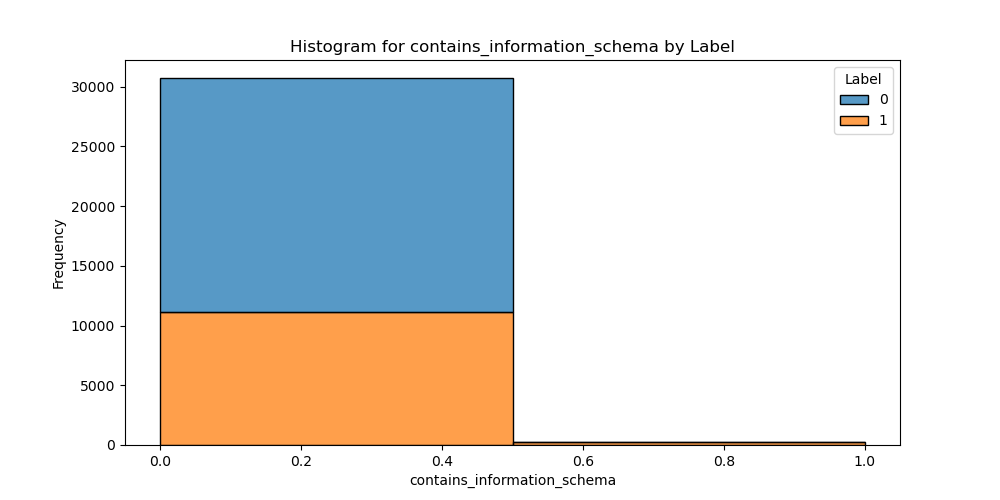 Histogram for contains_information_schema by Label
Label
0
1
Frequency
30000
25000
20000
15000
10000
5000
0
0.0 0.2 0.4 0.6 0.8 1.0
contains_information_schema